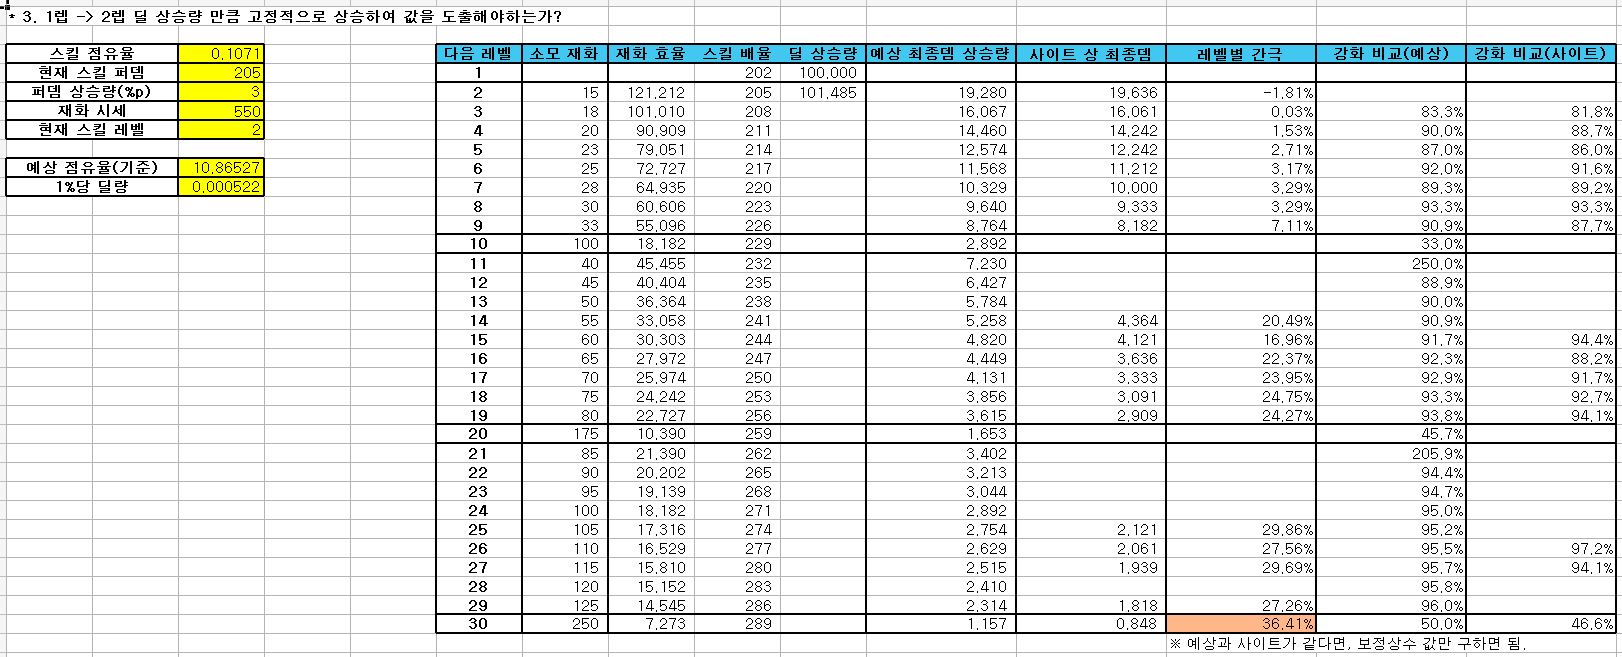 * 3. 1렙 -> 2렙 딜 상승량 만큼 고정적으로 상승하여 값을 도출해야하는가?
스킬 점유율 0.1071
현재 스킬 퍼뎀 205
퍼뎀 상승량(%p) 3
재화 시세 550
현재 스킬 레벨 2
예상 점유율(기준) 10.86527
1%당 딜량 0.000522
다음 레벨 소모 재화 재화 효율 스킬 배율 딜 상승량 예상 최종뎀 상승량 사이트 상 최종뎀 레벨별 간극 강화 비교(예상) 강화 비교(사이트)
1 202 100.000
2 15 121.212 205 101.485 19.280 19.636 -1.81%
3 18 101.010 208 16.067 16.061 0.03% 83.3% 81.8%
4 20 90.909 211 14.460 14.242 1.53% 90.0% 88.7%
5 23 79.051 214 12.574 12.242 2.71% 87.0% 86.0%
6 25 72.727 217 11.568 11.212 3.17% 92.0% 91.6%
7 28 64.935 220 10.329 10.000 3.29% 89.3% 89.2%
8 30 60.606 223 9.640 9.333 3.29% 93.3% 93.3%
9 33 55.096 226 8.764 8.182 7.11% 90.9% 87.7%
10 100 18.182 229 2.892 33.0%
11 40 45.455 232 7.230 250.0%
12 45 40.404 235 6.427 88.9%
13 50 36.364 238 5.784 90.0%
14 55 33.058 241 5.258 4.364 20.49% 90.9%
15 60 30.303 244 4.820 4.121 16.96% 91.7% 94.4%
16 65 27.972 247 4.449 3.636 22.37% 92.3% 88.2%
17 70 25.974 250 4.131 3.333 23.95% 92.9% 91.7%
18 75 24.242 253 3.856 3.091 24.75% 93.3% 92.7%
19 80 22.727 256 3.615 2.909 24.27% 93.8% 94.1%
20 175 10.390 259 1.653 45.7%
21 85 21.390 262 3.402 205.9%
22 90 20.202 265 3.213 94.4%
23 95 19.139 268 3.044 94.7%
24 100 18.182 271 2.892 95.0%
25 105 17.316 274 2.754 2.121 29.86% 95.2%
26 110 16.529 277 2.629 2.061 27.56% 95.5% 97.2%
27 115 15.810 280 2.515 1.939 29.69% 95.7% 94.1%
28 120 15.152 283 2.410 95.8%
29 125 14.545 286 2.314 1.818 27.26% 96.0%
30 250 7.273 289 1.157 0.848 36.41% 50.0% 46.6%
※ 예상과 사이트가 같다면, 보정상수 값만 구하면 됨.